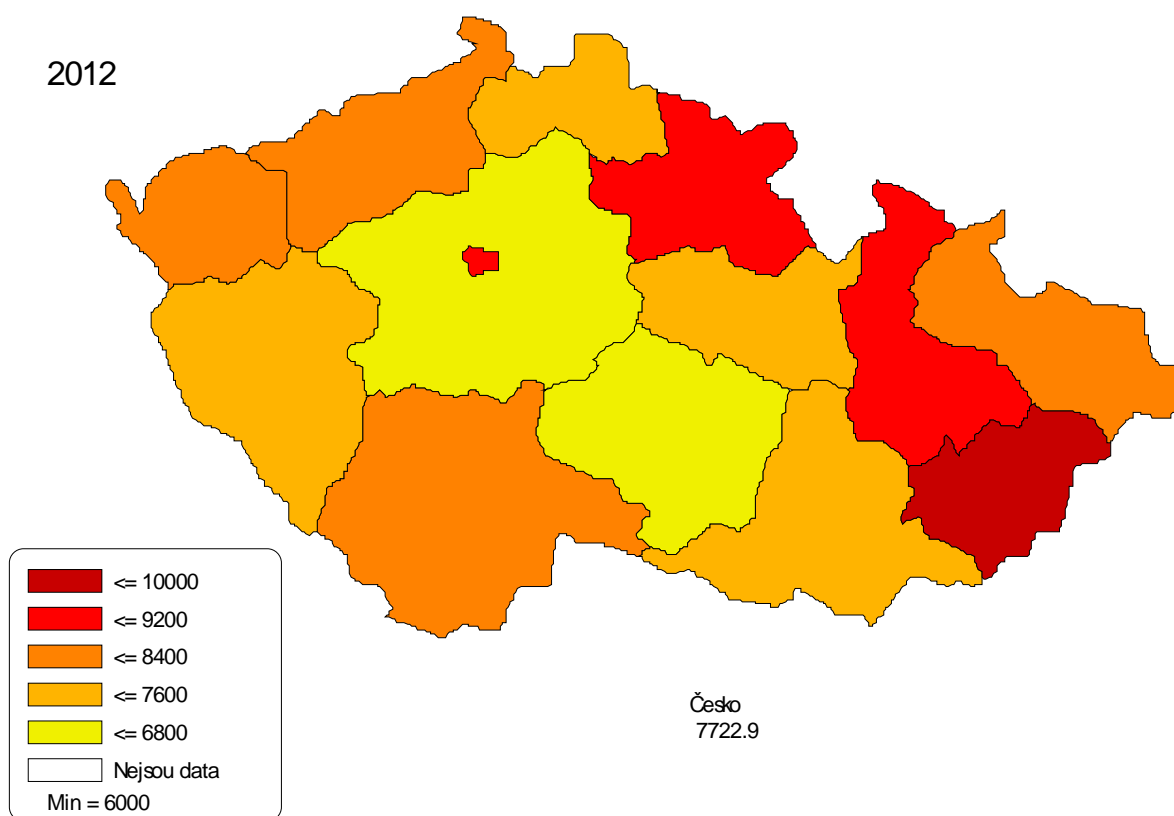 2012
<= 10000
<= 9200
<= 8400
<= 7600
<= 6800
Nejsou data
Min = 6000
Česko
7722.9